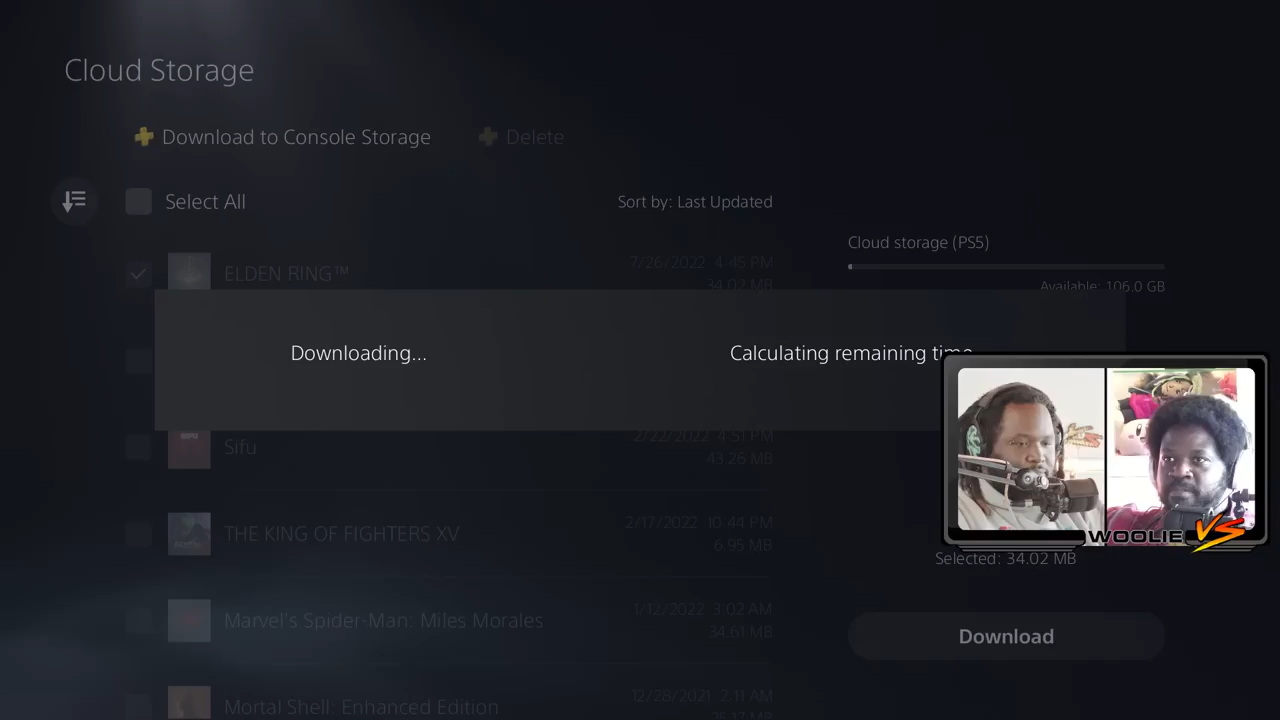 Cloud Storage
Download to Console Storage
Delete
Select All
Sort by: Last Updated
Cloud storage (PS5)
Available: 106.0 GB
ELDEN RING™
7/26/2022 4:45 PM
34.02 MB
Downloading...
Calculating remaining time
Sifu
2/22/2022 4:51 PM
43.26 MB
THE KING OF FIGHTERS XV
2/17/2022 10:44 PM
6.95 MB
WOOLIE VS
Selected: 34.02 MB
Marvel's Spider-Man: Miles Morales
1/12/2022 3:02 AM
34.61 MB
Download
Mortal Shell: Enhanced Edition
12/28/2021 2:11 AM